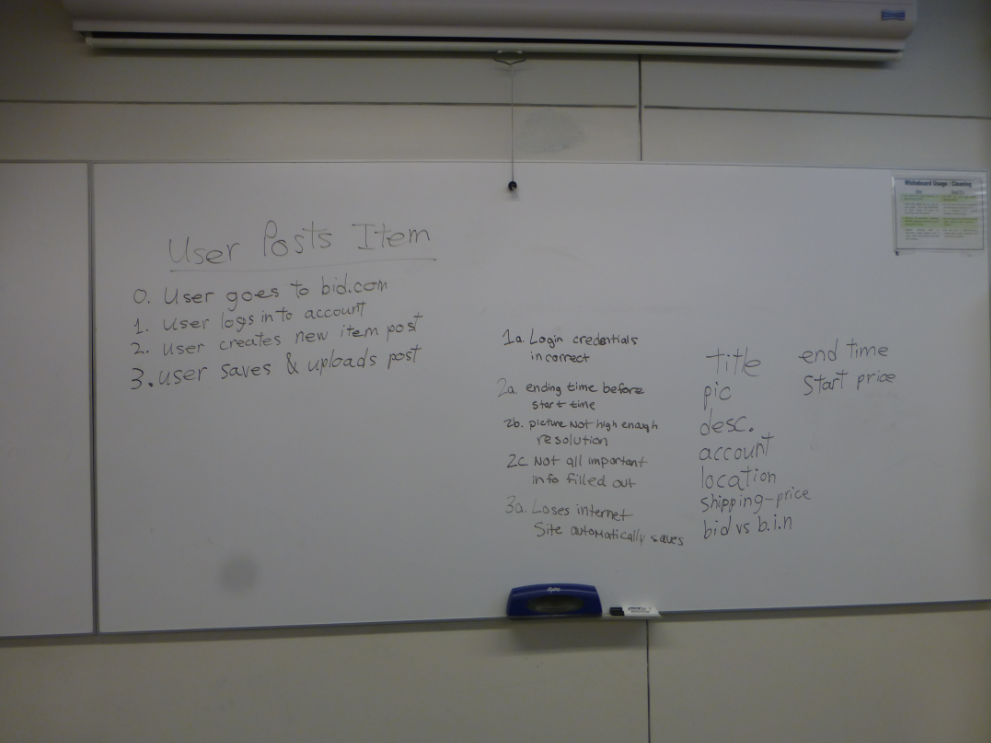 Whiteboard Usage / Cleaning
User Posts Item
0. User goes to bid.com
1. User logs into account
2. User creates new item post
3. User saves & uploads post
1a. Login credentials
incorrect
2a. ending time before
start time
2b. picture Not high enough
resolution
2c Not all important
info filled out
3a. Loses internet
Site automatically saves
title
pic
desc.
account
location
shipping-price
bid vs b.i.n
end time
Start price